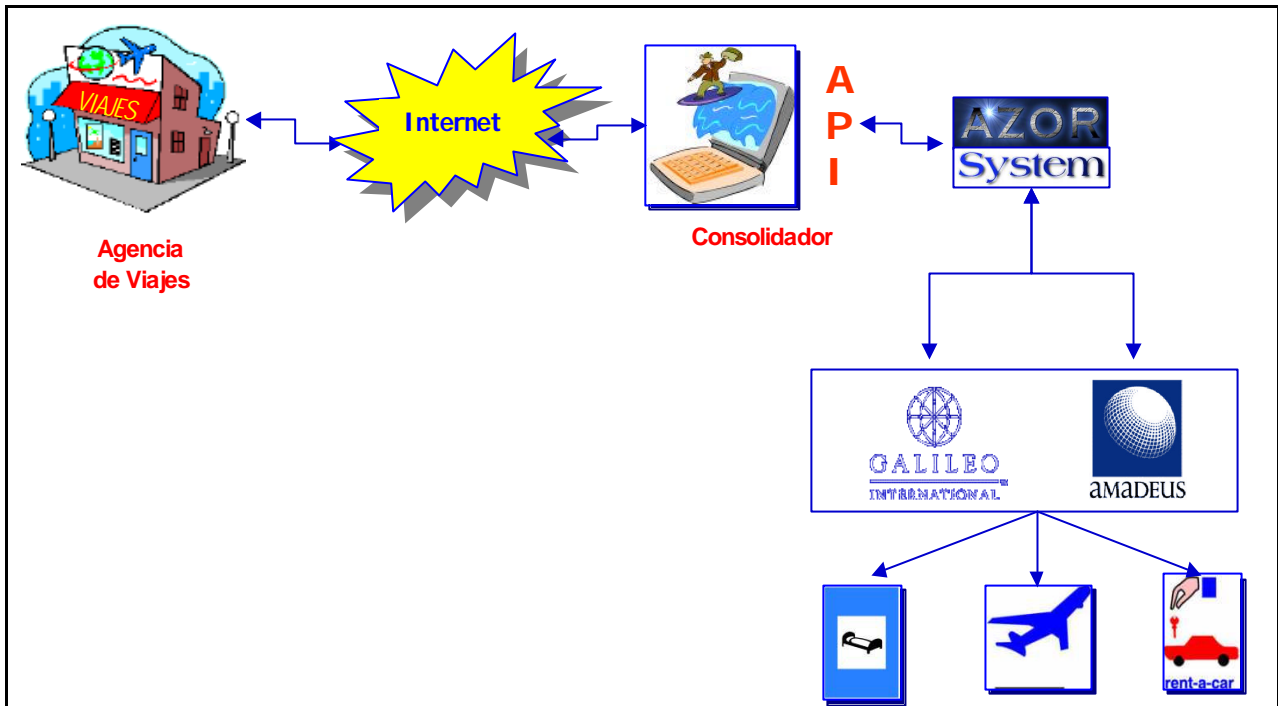 VIAJES
Internet
A
P
I
AZOR
System
Agencia
de Viajes
Consolidador
GALILEO
INTERNATIONAL
aMaDEUS
rent-a-car